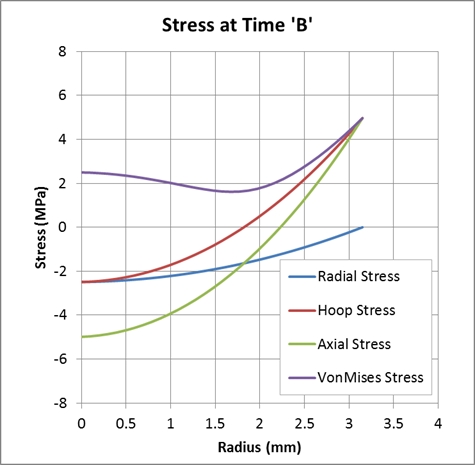 Stress at Time 'B'
8
6
4
2
0
-2
-4
-6
-8
Stress (MPa)
0 0.5 1 1.5 2 2.5 3 3.5 4
Radius (mm)
Radial Stress
Hoop Stress
Axial Stress
VonMises Stress